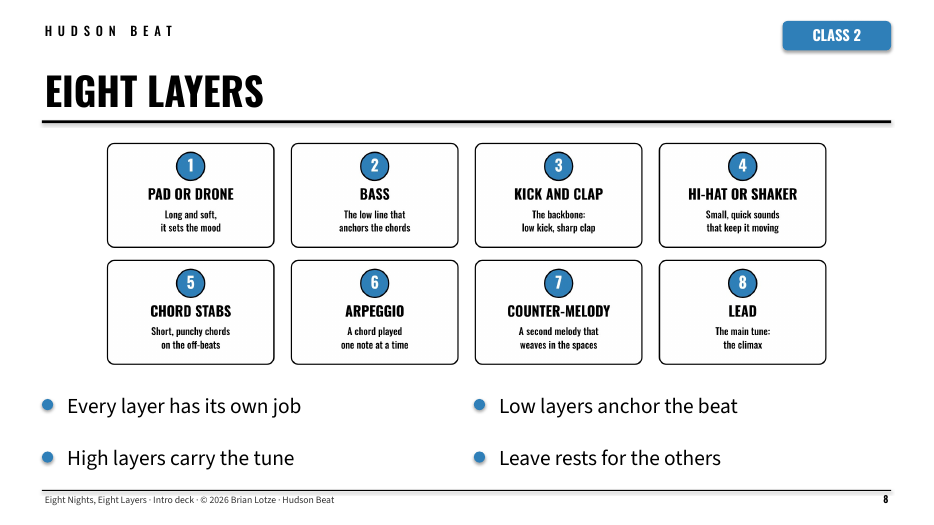 HUDSON BEAT
CLASS 2
EIGHT LAYERS
1
PAD OR DRONE
Long and soft,
it sets the mood
2
BASS
The low line that
anchors the chords
3
KICK AND CLAP
The backbone:
low kick, sharp clap
4
HI-HAT OR SHAKER
Small, quick sounds
that keep it moving
5
CHORD STABS
Short, punchy chords
on the off-beats
6
ARPEGGIO
A chord played
one note at a time
7
COUNTER-MELODY
A second melody that
weaves in the spaces
8
LEAD
The main tune:
the climax
Every layer has its own job
Low layers anchor the beat
High layers carry the tune
Leave rests for the others
Eight Nights, Eight Layers · Intro deck · © 2026 Brian Lotze · Hudson Beat
8